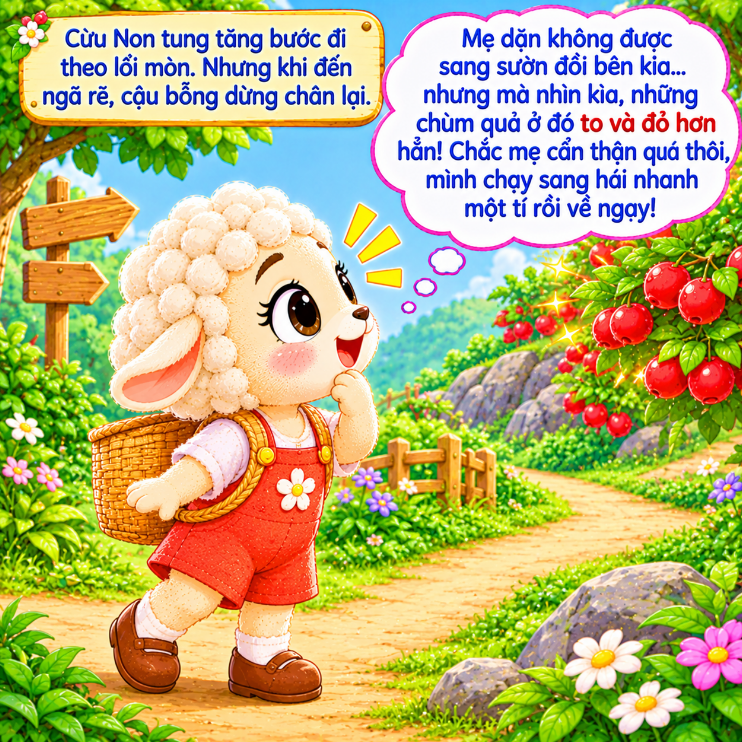 Cừu Non tung tăng bước đi
theo lối mòn. Nhưng khi đến
ngã rẽ, cậu bỗng dừng chân lại.
Mẹ dặn không được
sang sườn đồi bên kia...
nhưng mà nhìn kìa, những
chùm quả ở đó to và đỏ hơn
hẳn! Chắc mẹ cẩn thận quá thôi,
mình chạy sang hái nhanh
một tí rồi về ngạy!